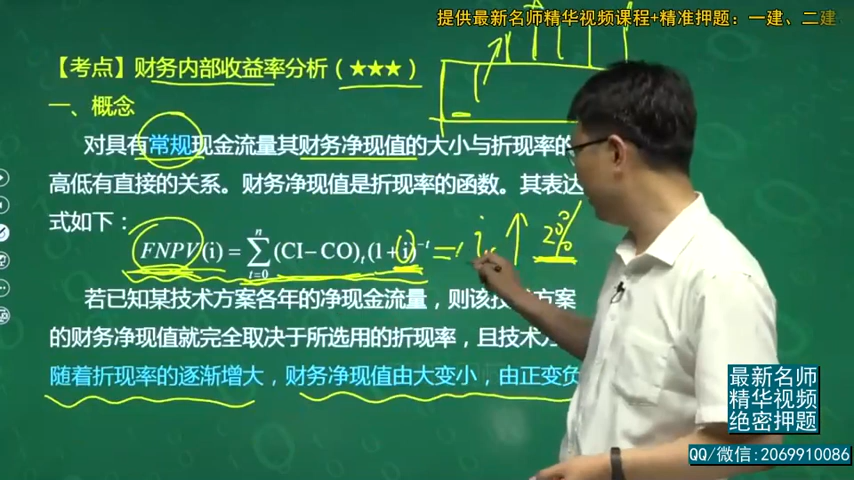 提供最新名师精华视频课程+精准押题：一建、二建
【考点】财务内部收益率分析（★★★）
一、概念
对具有常规现金流量其财务净现值的大小与折现率的
高低有直接的关系。财务净现值是折现率的函数。其表达
式如下：
FNPV(i) = ∑ⁿₜ₌₀ (CI−CO)ₜ(1+i)⁻ᵗ = i ↑ 20%
若已知某技术方案各年的净现金流量，则该技术方案
的财务净现值就完全取决于所选用的折现率，且技术方
随着折现率的逐渐增大，财务净现值由大变小，由正变负
最新名师
精华视频
绝密押题
QQ/微信：2069910086